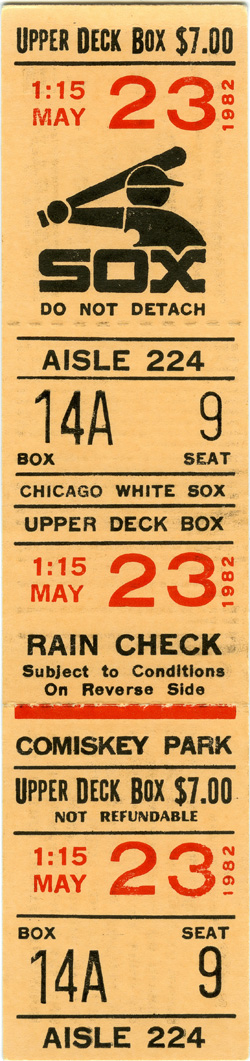 UPPER DECK BOX $7.00
1:15 MAY 23 1982
SOX
DO NOT DETACH
AISLE 224
14A 9
BOX SEAT
CHICAGO WHITE SOX
UPPER DECK BOX
1:15 MAY 23 1982
RAIN CHECK
Subject to Conditions
On Reverse Side
COMISKEY PARK
UPPER DECK BOX $7.00
NOT REFUNDABLE
1:15 MAY 23 1982
BOX SEAT
14A 9
AISLE 224